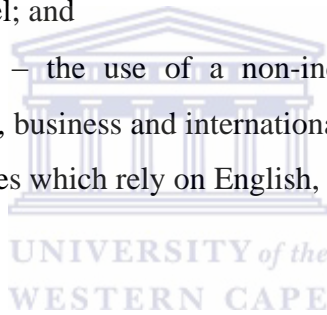 el; and
– the use of a non-in
, business and internationa
es which rely on English,
UNIVERSITY of the
WESTERN CAPE